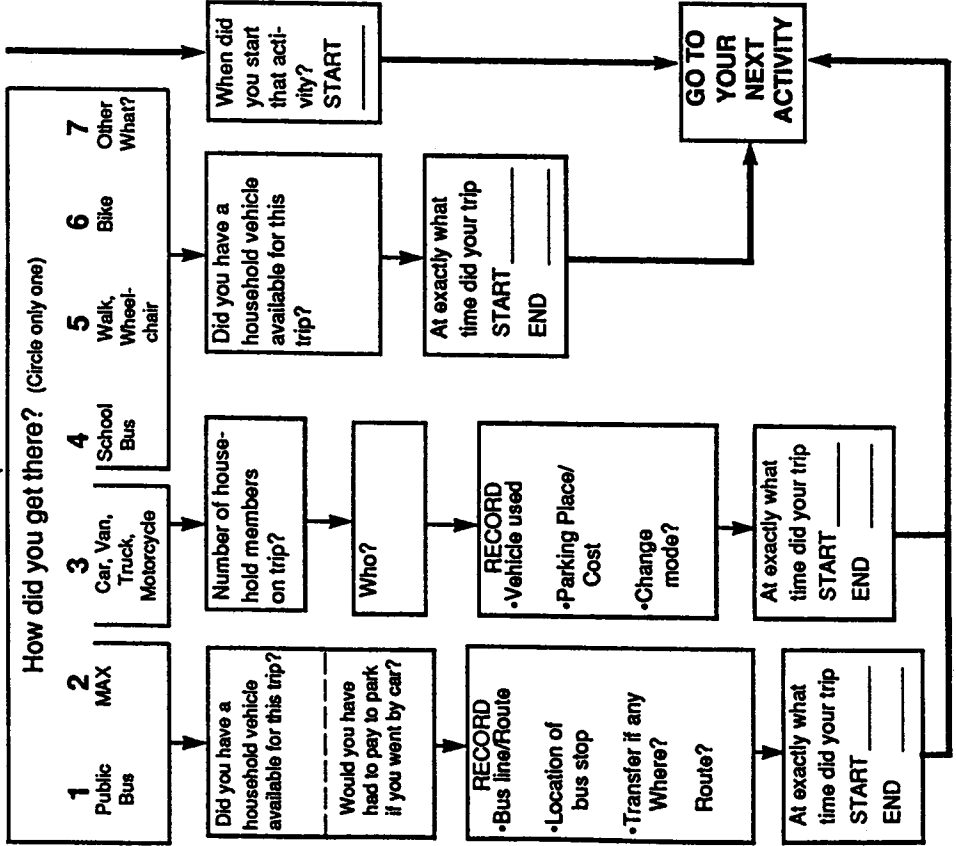 How did you get there? (Circle only one)
1
Public
Bus
2
MAX
3
Car, Van,
Truck,
Motorcycle
4
School
Bus
5
Walk,
Wheel-
chair
6
Bike
7
Other
What?
Did you have a
household vehicle
available for this trip?
Would you have
had to pay to park
if you went by car?
RECORD
•Bus line/Route
•Location of
bus stop
•Transfer if any
Where?
Route?
At exactly what
time did your trip
START
END
Number of house-
hold members
on trip?
Who?
RECORD
•Vehicle used
•Parking Place/
Cost
•Change
mode?
At exactly what
time did your trip
START
END
Did you have a
household vehicle
available for this
trip?
At exactly what
time did your trip
START
END
When did
you start
that acti-
vity?
START
GO TO
YOUR
NEXT
ACTIVITY